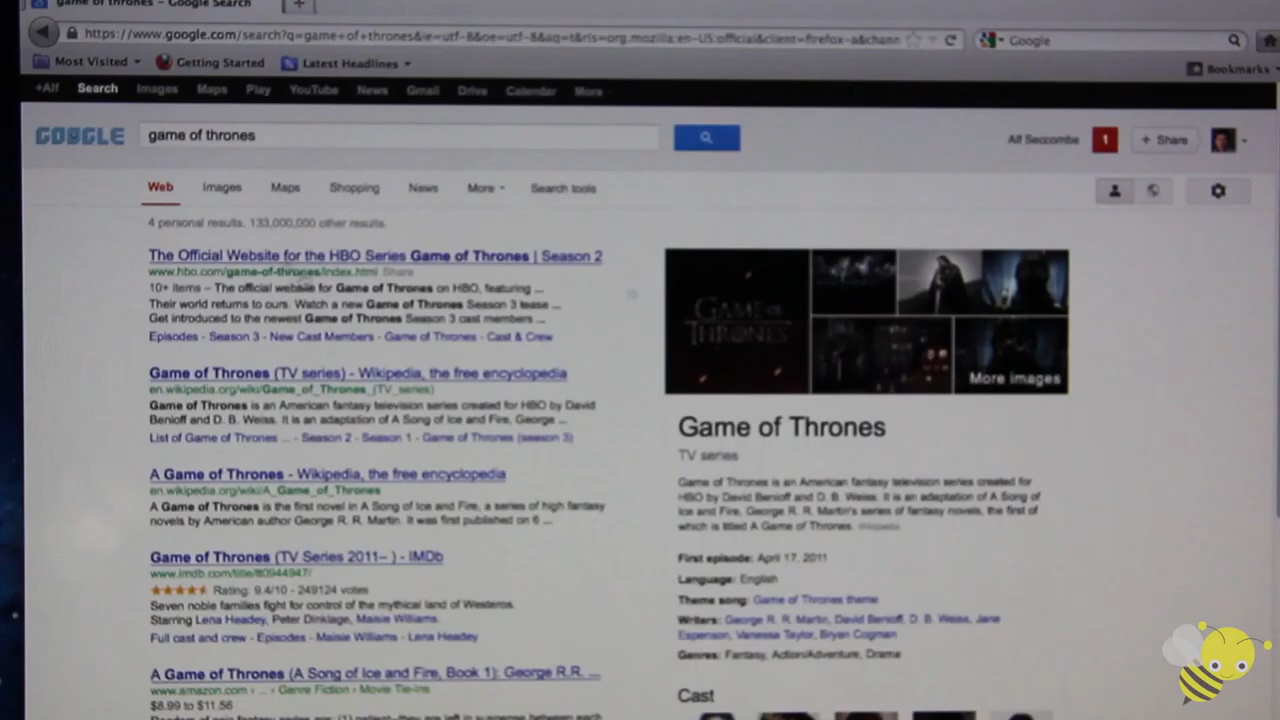 game of thrones - Google Search
https://www.google.com/search?q=game+of+thrones&ie=utf-8&oe=utf-8&aq=t&rls=org.mozilla:en-US:official&client=firefox-a&chann
Google
Most Visited
Getting Started
Latest Headlines
Bookmarks
+Alf Search Images Maps Play YouTube News Gmail Drive Calendar More
GOOGLE
game of thrones
Alf Seccombe
1
+ Share
Web Images Maps Shopping News More Search tools
4 personal results. 133,000,000 other results.
The Official Website for the HBO Series Game of Thrones | Season 2
www.hbo.com/game-of-thrones/index.html Share
10+ items – The official website for Game of Thrones on HBO, featuring ...
Their world returns to ours. Watch a new Game of Thrones Season 3 tease ...
Get introduced to the newest Game of Thrones Season 3 cast members ...
Episodes - Season 3 - New Cast Members - Game of Thrones - Cast & Crew
Game of Thrones (TV series) - Wikipedia, the free encyclopedia
en.wikipedia.org/wiki/Game_of_Thrones_(TV_series)
Game of Thrones is an American fantasy television series created for HBO by David
Benioff and D. B. Weiss. It is an adaptation of A Song of Ice and Fire, George ...
List of Game of Thrones ... - Season 2 - Season 1 - Game of Thrones (season 3)
A Game of Thrones - Wikipedia, the free encyclopedia
en.wikipedia.org/wiki/A_Game_of_Thrones
A Game of Thrones is the first novel in A Song of Ice and Fire, a series of high fantasy
novels by American author George R. R. Martin. It was first published on 6 ...
Game of Thrones (TV Series 2011– ) - IMDb
www.imdb.com/title/tt0944947/
Rating: 9.4/10 - 249124 votes
Seven noble families fight for control of the mythical land of Westeros.
Starring Lena Headey, Peter Dinklage, Maisie Williams.
Full cast and crew - Episodes - Maisie Williams - Lena Headey
A Game of Thrones (A Song of Ice and Fire, Book 1): George R.R. ...
www.amazon.com › ... › Genre Fiction › Movie Tie-Ins
$8.99 to $11.56
GAME OF
THRONES
More images
Game of Thrones
TV series
Game of Thrones is an American fantasy television series created for
HBO by David Benioff and D. B. Weiss. It is an adaptation of A Song of
Ice and Fire, George R. R. Martin's series of fantasy novels, the first of
which is titled A Game of Thrones. Wikipedia
First episode: April 17, 2011
Language: English
Theme song: Game of Thrones theme
Writers: George R. R. Martin, David Benioff, D. B. Weiss, Jane
Espenson, Vanessa Taylor, Bryan Cogman
Genres: Fantasy, Action/Adventure, Drama
Cast